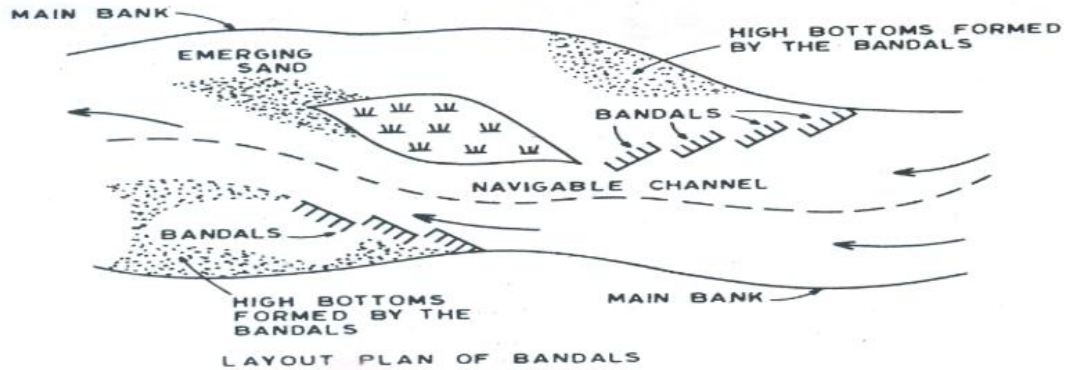 MAIN BANK
EMERGING
SAND
HIGH BOTTOMS FORMED
BY THE BANDALS
BANDALS
NAVIGABLE CHANNEL
BANDALS
HIGH BOTTOMS
FORMED BY THE
BANDALS
MAIN BANK
LAYOUT PLAN OF BANDALS